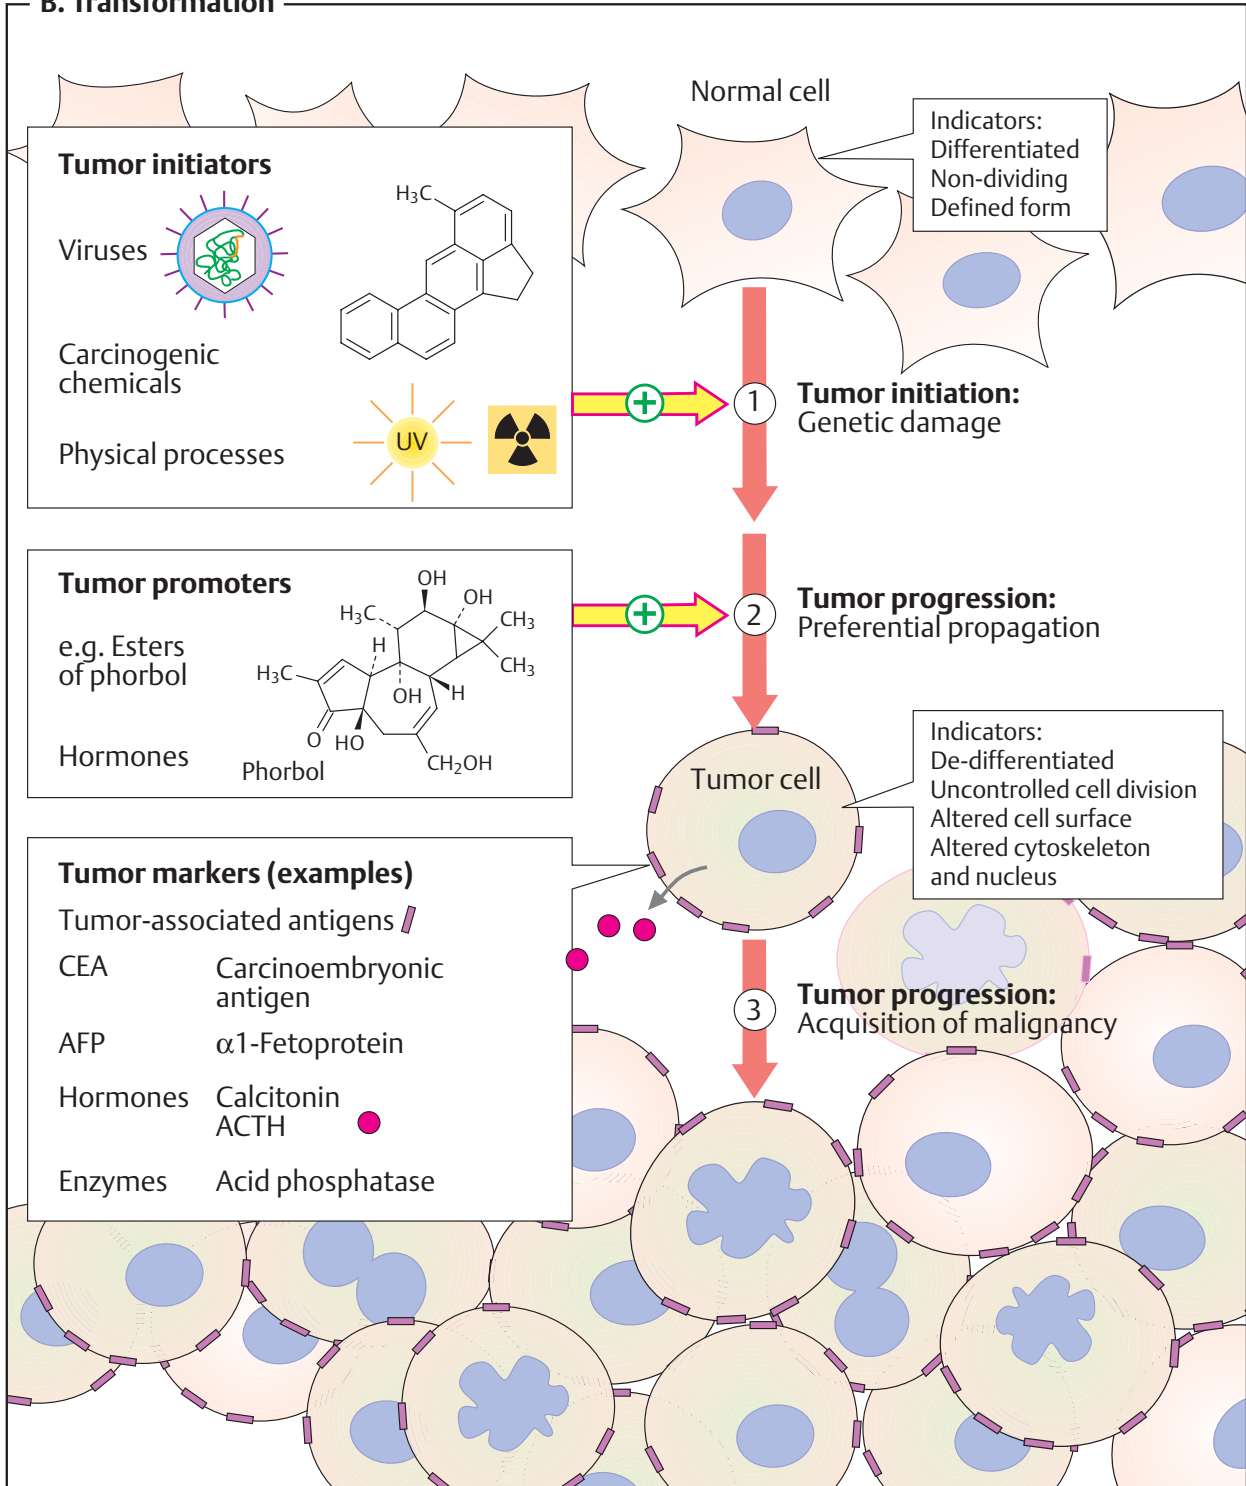 B. Transformation
Normal cell
Indicators:
Differentiated
Non-dividing
Defined form
Tumor initiators
Viruses
H₃C
Carcinogenic
chemicals
Physical processes
UV
+
1
Tumor initiation:
Genetic damage
Tumor promoters
e.g. Esters
of phorbol
Hormones
OH
OH
H₃C
CH₃
H
CH₃
H₃C
OH
H
O
HO
CH₂OH
Phorbol
+
2
Tumor progression:
Preferential propagation
Tumor cell
Indicators:
De-differentiated
Uncontrolled cell division
Altered cell surface
Altered cytoskeleton
and nucleus
Tumor markers (examples)
Tumor-associated antigens
CEA Carcinoembryonic
antigen
AFP α1-Fetoprotein
Hormones Calcitonin
ACTH
Enzymes Acid phosphatase
3
Tumor progression:
Acquisition of malignancy